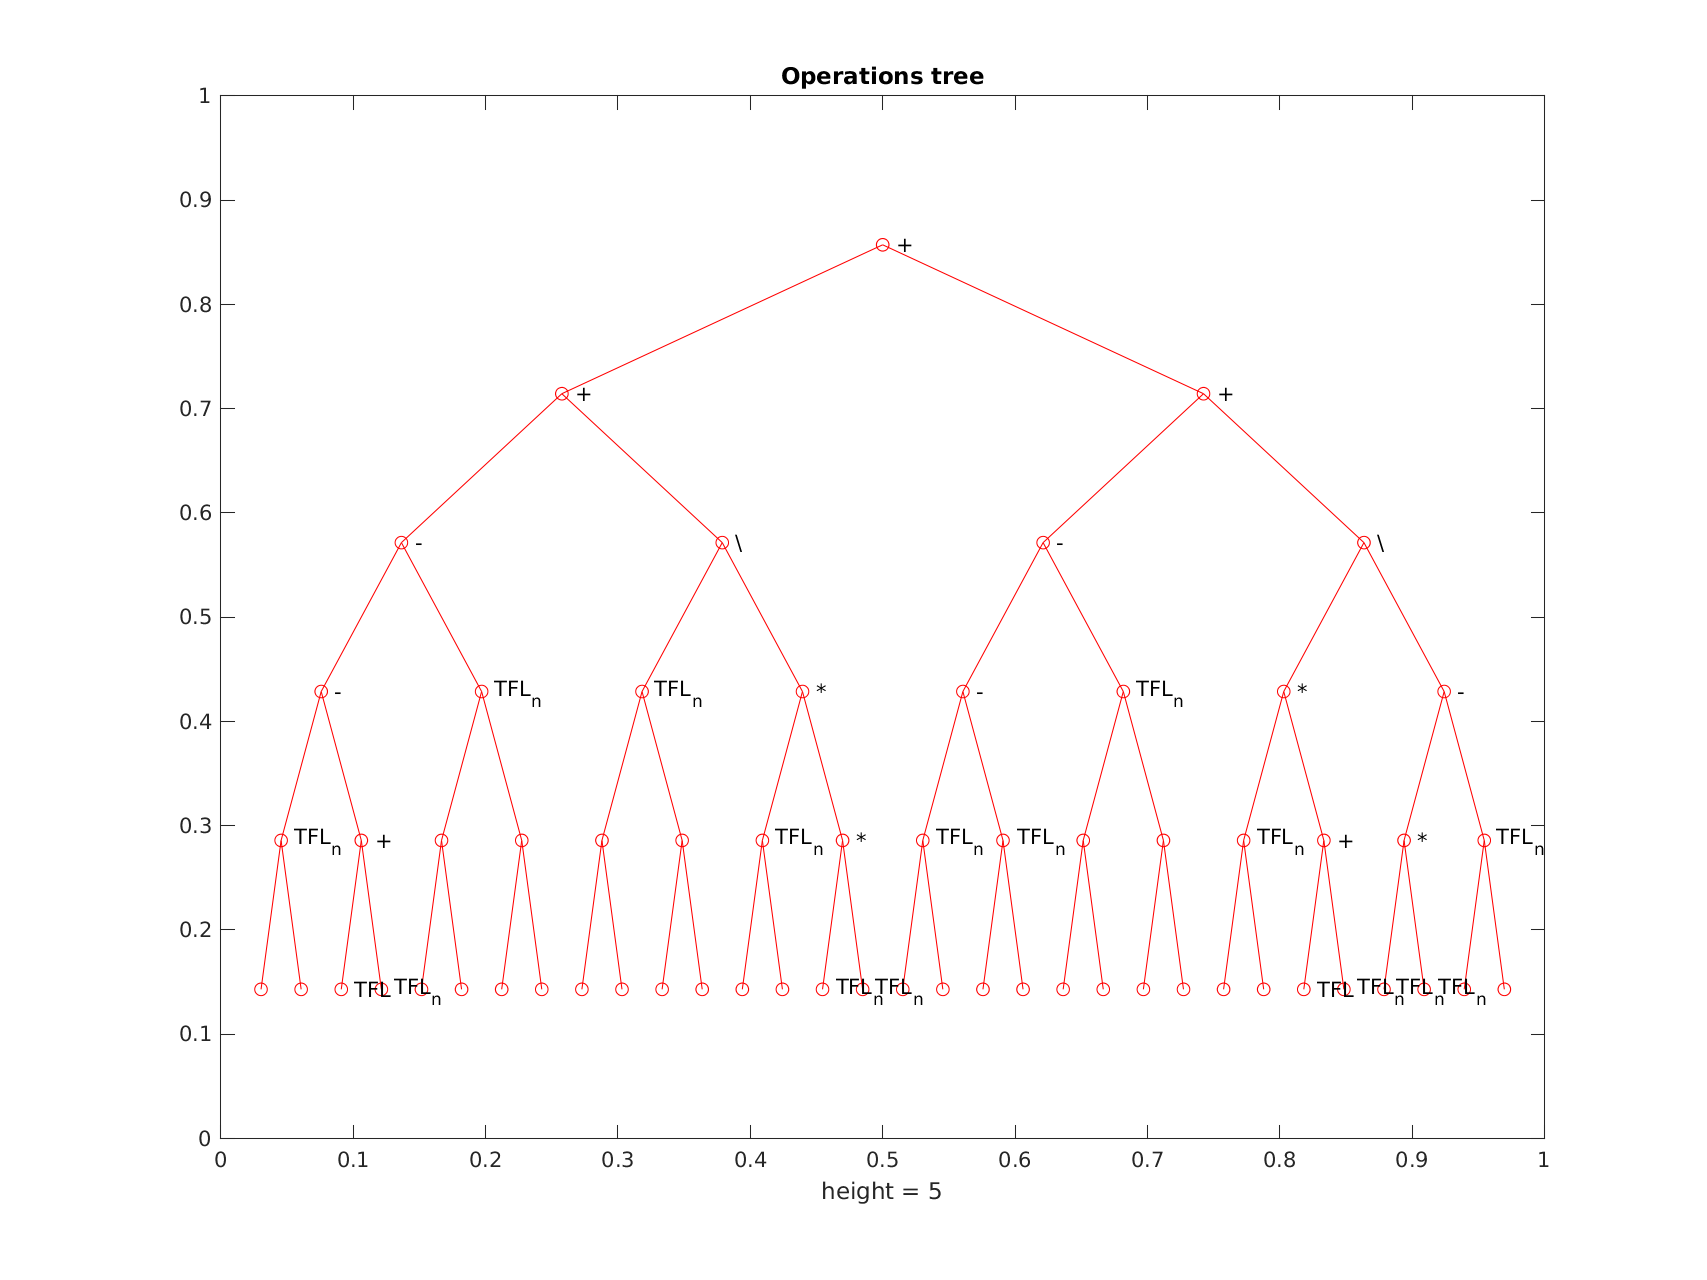 Operations tree
1
0.9
+
0.8
0.7
+ +
0.6
- \ - \
0.5
- TFLn TFLn * - TFLn * -
0.4
0.3
TFLn + TFLn * TFLn TFLn TFLn + * TFLn
0.2
TFL TFLn TFLn TFLn TFL TFLn TFLn TFLn
0.1
0
0 0.1 0.2 0.3 0.4 0.5 0.6 0.7 0.8 0.9 1
height = 5